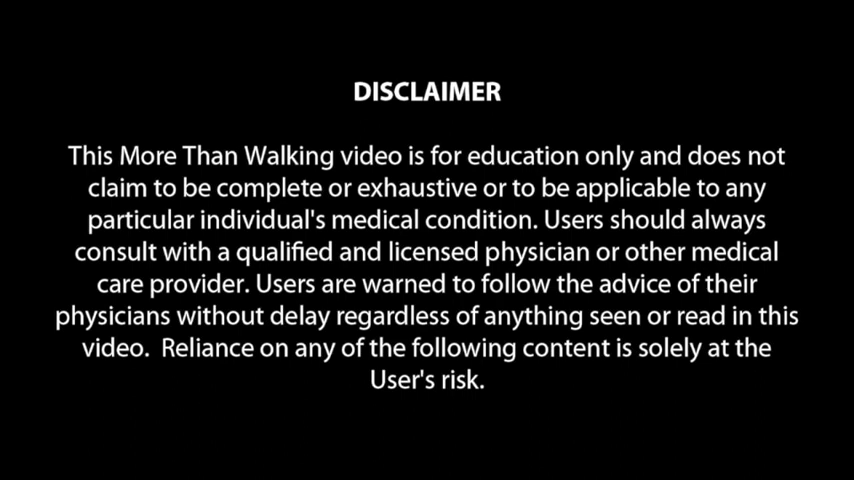 DISCLAIMER
This More Than Walking video is for education only and does not
claim to be complete or exhaustive or to be applicable to any
particular individual's medical condition. Users should always
consult with a qualified and licensed physician or other medical
care provider. Users are warned to follow the advice of their
physicians without delay regardless of anything seen or read in this
video.  Reliance on any of the following content is solely at the
User's risk.